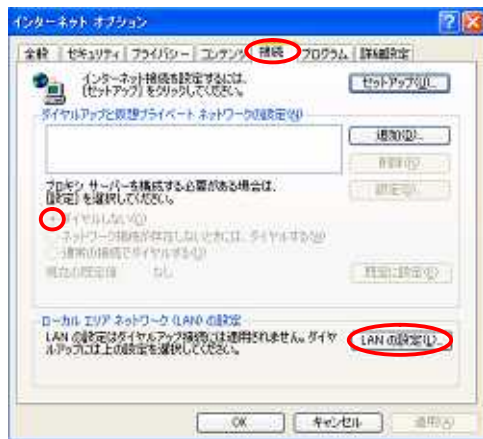 インターネット オプション
全般
セキュリティ
プライバシー
コンテンツ
接続
プログラム
詳細設定
インターネット接続を設定するには、
[セットアップ] をクリックしてください。
セットアップ(U)...
ダイヤルアップと仮想プライベート ネットワークの設定(N)
追加(D)...
削除(R)
プロキシ サーバーを構成する必要がある場合は、
[設定] を選択してください。
設定(S)...
ダイヤルしない(C)
ネットワーク接続が存在しないときには、ダイヤルする(W)
通常の接続でダイヤルする(O)
現在の既定値
なし
既定に設定(E)
ローカル エリア ネットワーク (LAN) の設定
LAN の設定はダイヤルアップ接続には適用されません。ダイヤ
ルアップには上の設定を選択してください。
LAN の設定(L)...
OK
キャンセル
適用(A)